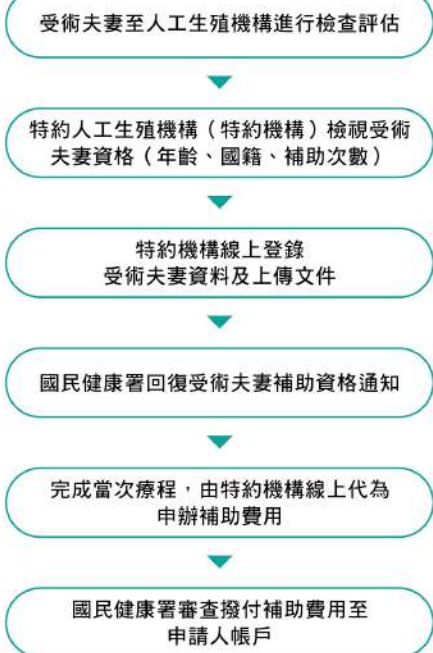 受術夫妻至人工生殖機構進行檢查評估
特約人工生殖機構（特約機構）檢視受術
夫妻資格（年齡、國籍、補助次數）
特約機構線上登錄
受術夫妻資料及上傳文件
國民健康署回復受術夫妻補助資格通知
完成當次療程，由特約機構線上代為
申辦補助費用
國民健康署審查撥付補助費用至
申請人帳戶